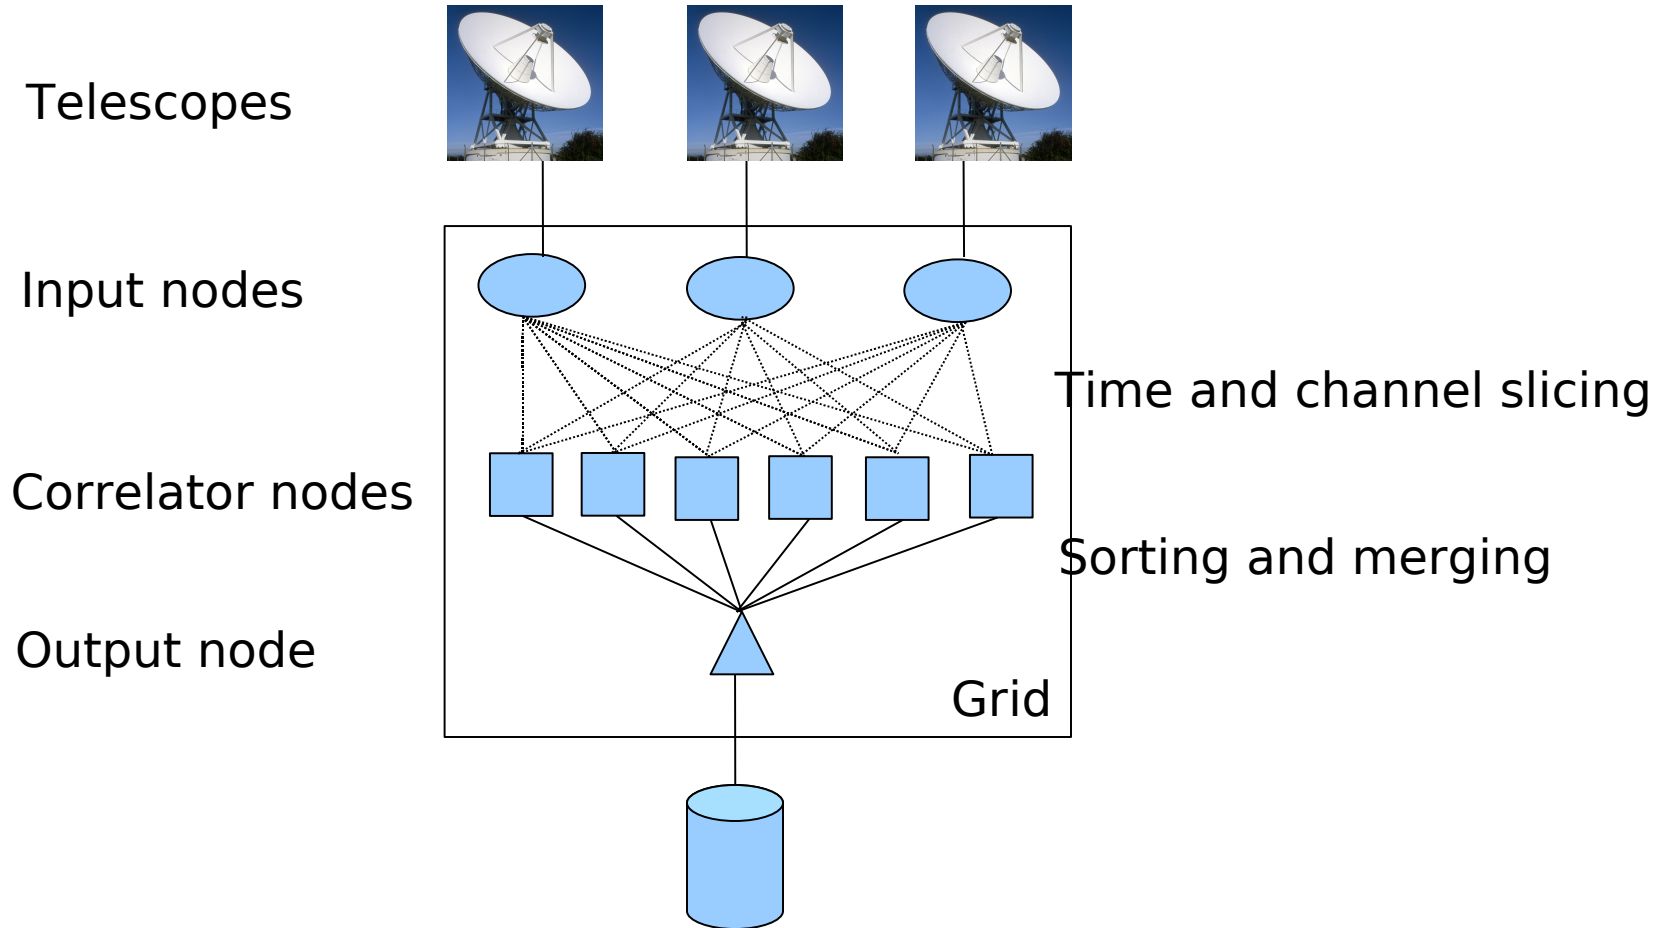 Telescopes
Input nodes
Time and channel slicing
Correlator nodes
Sorting and merging
Output node
Grid